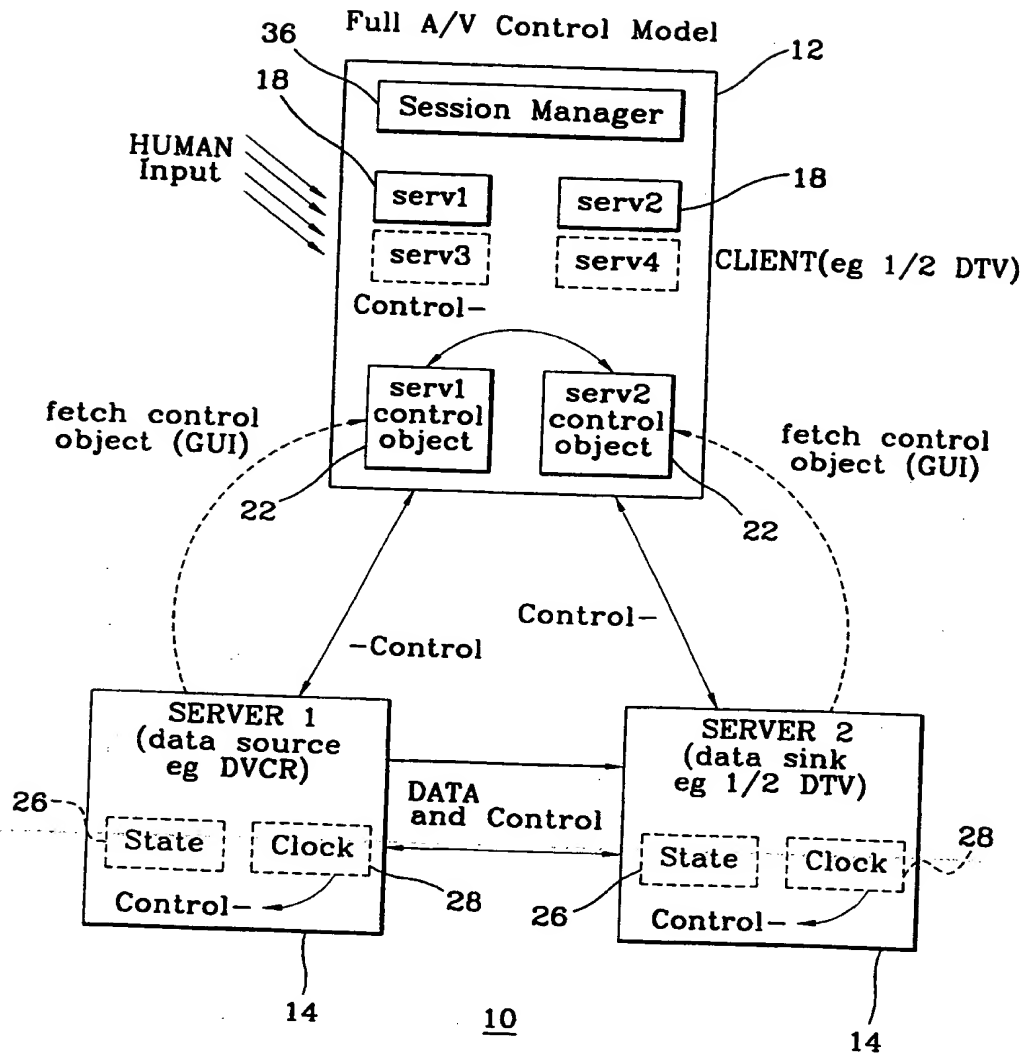 Full A/V Control Model
36
12
18
Session Manager
HUMAN
Input
serv1
serv2
18
serv3
serv4
CLIENT(eg 1/2 DTV)
Control-
serv1
control
object
serv2
control
object
fetch control
object (GUI)
fetch control
object (GUI)
22
22
-Control
Control-
SERVER 1
(data source
eg DVCR)
SERVER 2
(data sink
eg 1/2 DTV)
DATA
and Control
26
State
Clock
28
State
Clock
28
Control-
26
Control-
14
14
10